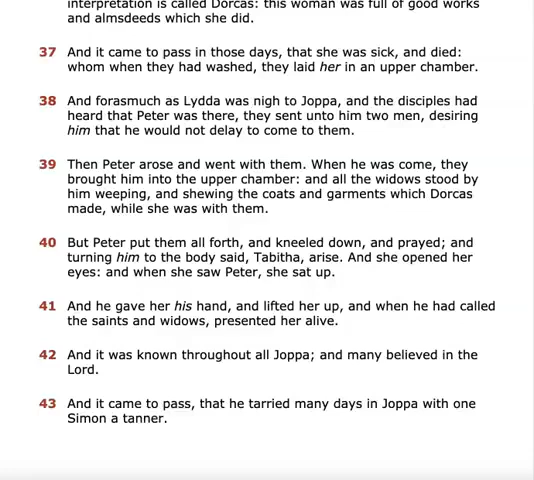 interpretation is called Dorcas: this woman was full of good works
and almsdeeds which she did.
37 And it came to pass in those days, that she was sick, and died:
whom when they had washed, they laid her in an upper chamber.
38 And forasmuch as Lydda was nigh to Joppa, and the disciples had
heard that Peter was there, they sent unto him two men, desiring
him that he would not delay to come to them.
39 Then Peter arose and went with them. When he was come, they
brought him into the upper chamber: and all the widows stood by
him weeping, and shewing the coats and garments which Dorcas
made, while she was with them.
40 But Peter put them all forth, and kneeled down, and prayed; and
turning him to the body said, Tabitha, arise. And she opened her
eyes: and when she saw Peter, she sat up.
41 And he gave her his hand, and lifted her up, and when he had called
the saints and widows, presented her alive.
42 And it was known throughout all Joppa; and many believed in the
Lord.
43 And it came to pass, that he tarried many days in Joppa with one
Simon a tanner.